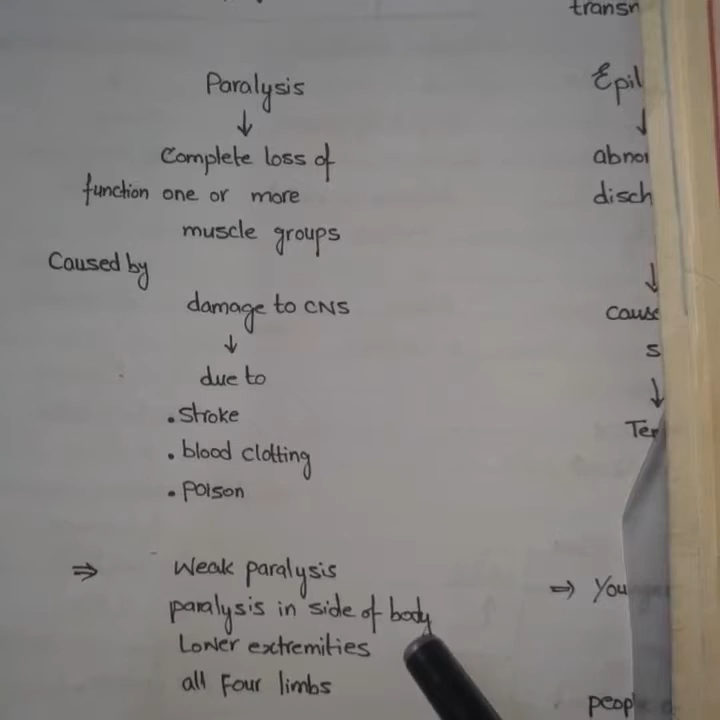 transn
Paralysis
↓
Complete loss of
function one or more
muscle groups
Caused by
damage to CNS
↓
due to
• Stroke
• blood clotting
• Poison
⇒ Weak paralysis
paralysis in side of body
Lower extremities
all Four limbs
Epil
↓
abnor
disch
↓
cause
s
↓
Ter
⇒ You
peop